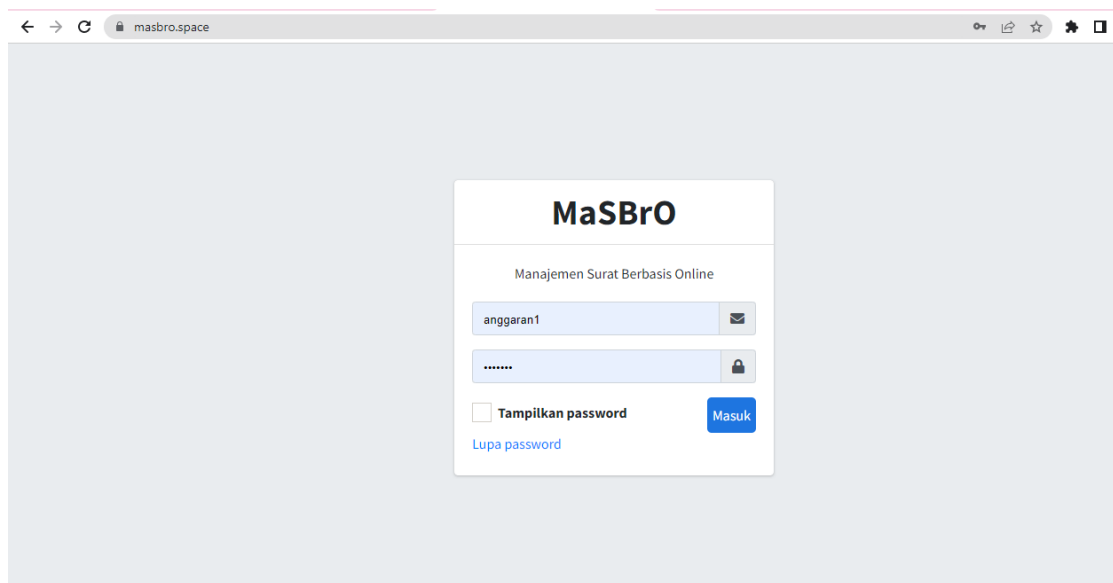 masbro.space
MaSBrO
Manajemen Surat Berbasis Online
anggaran1
•••••••
Tampilkan password
Masuk
Lupa password